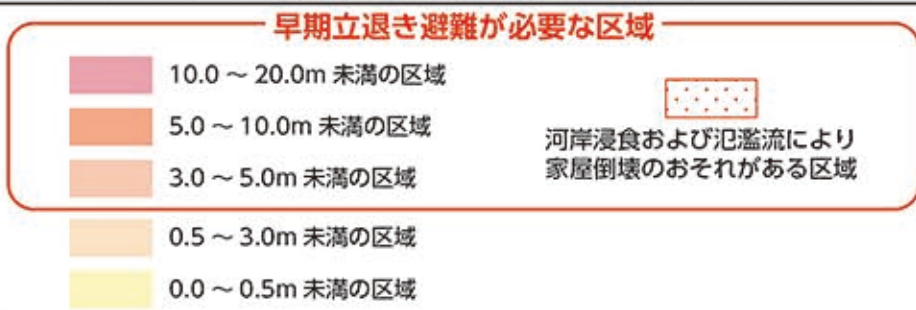 早期立退き避難が必要な区域
10.0 ～ 20.0m 未満の区域
5.0 ～ 10.0m 未満の区域
3.0 ～ 5.0m 未満の区域
河岸浸食および氾濫流により
家屋倒壊のおそれがある区域
0.5 ～ 3.0m 未満の区域
0.0 ～ 0.5m 未満の区域